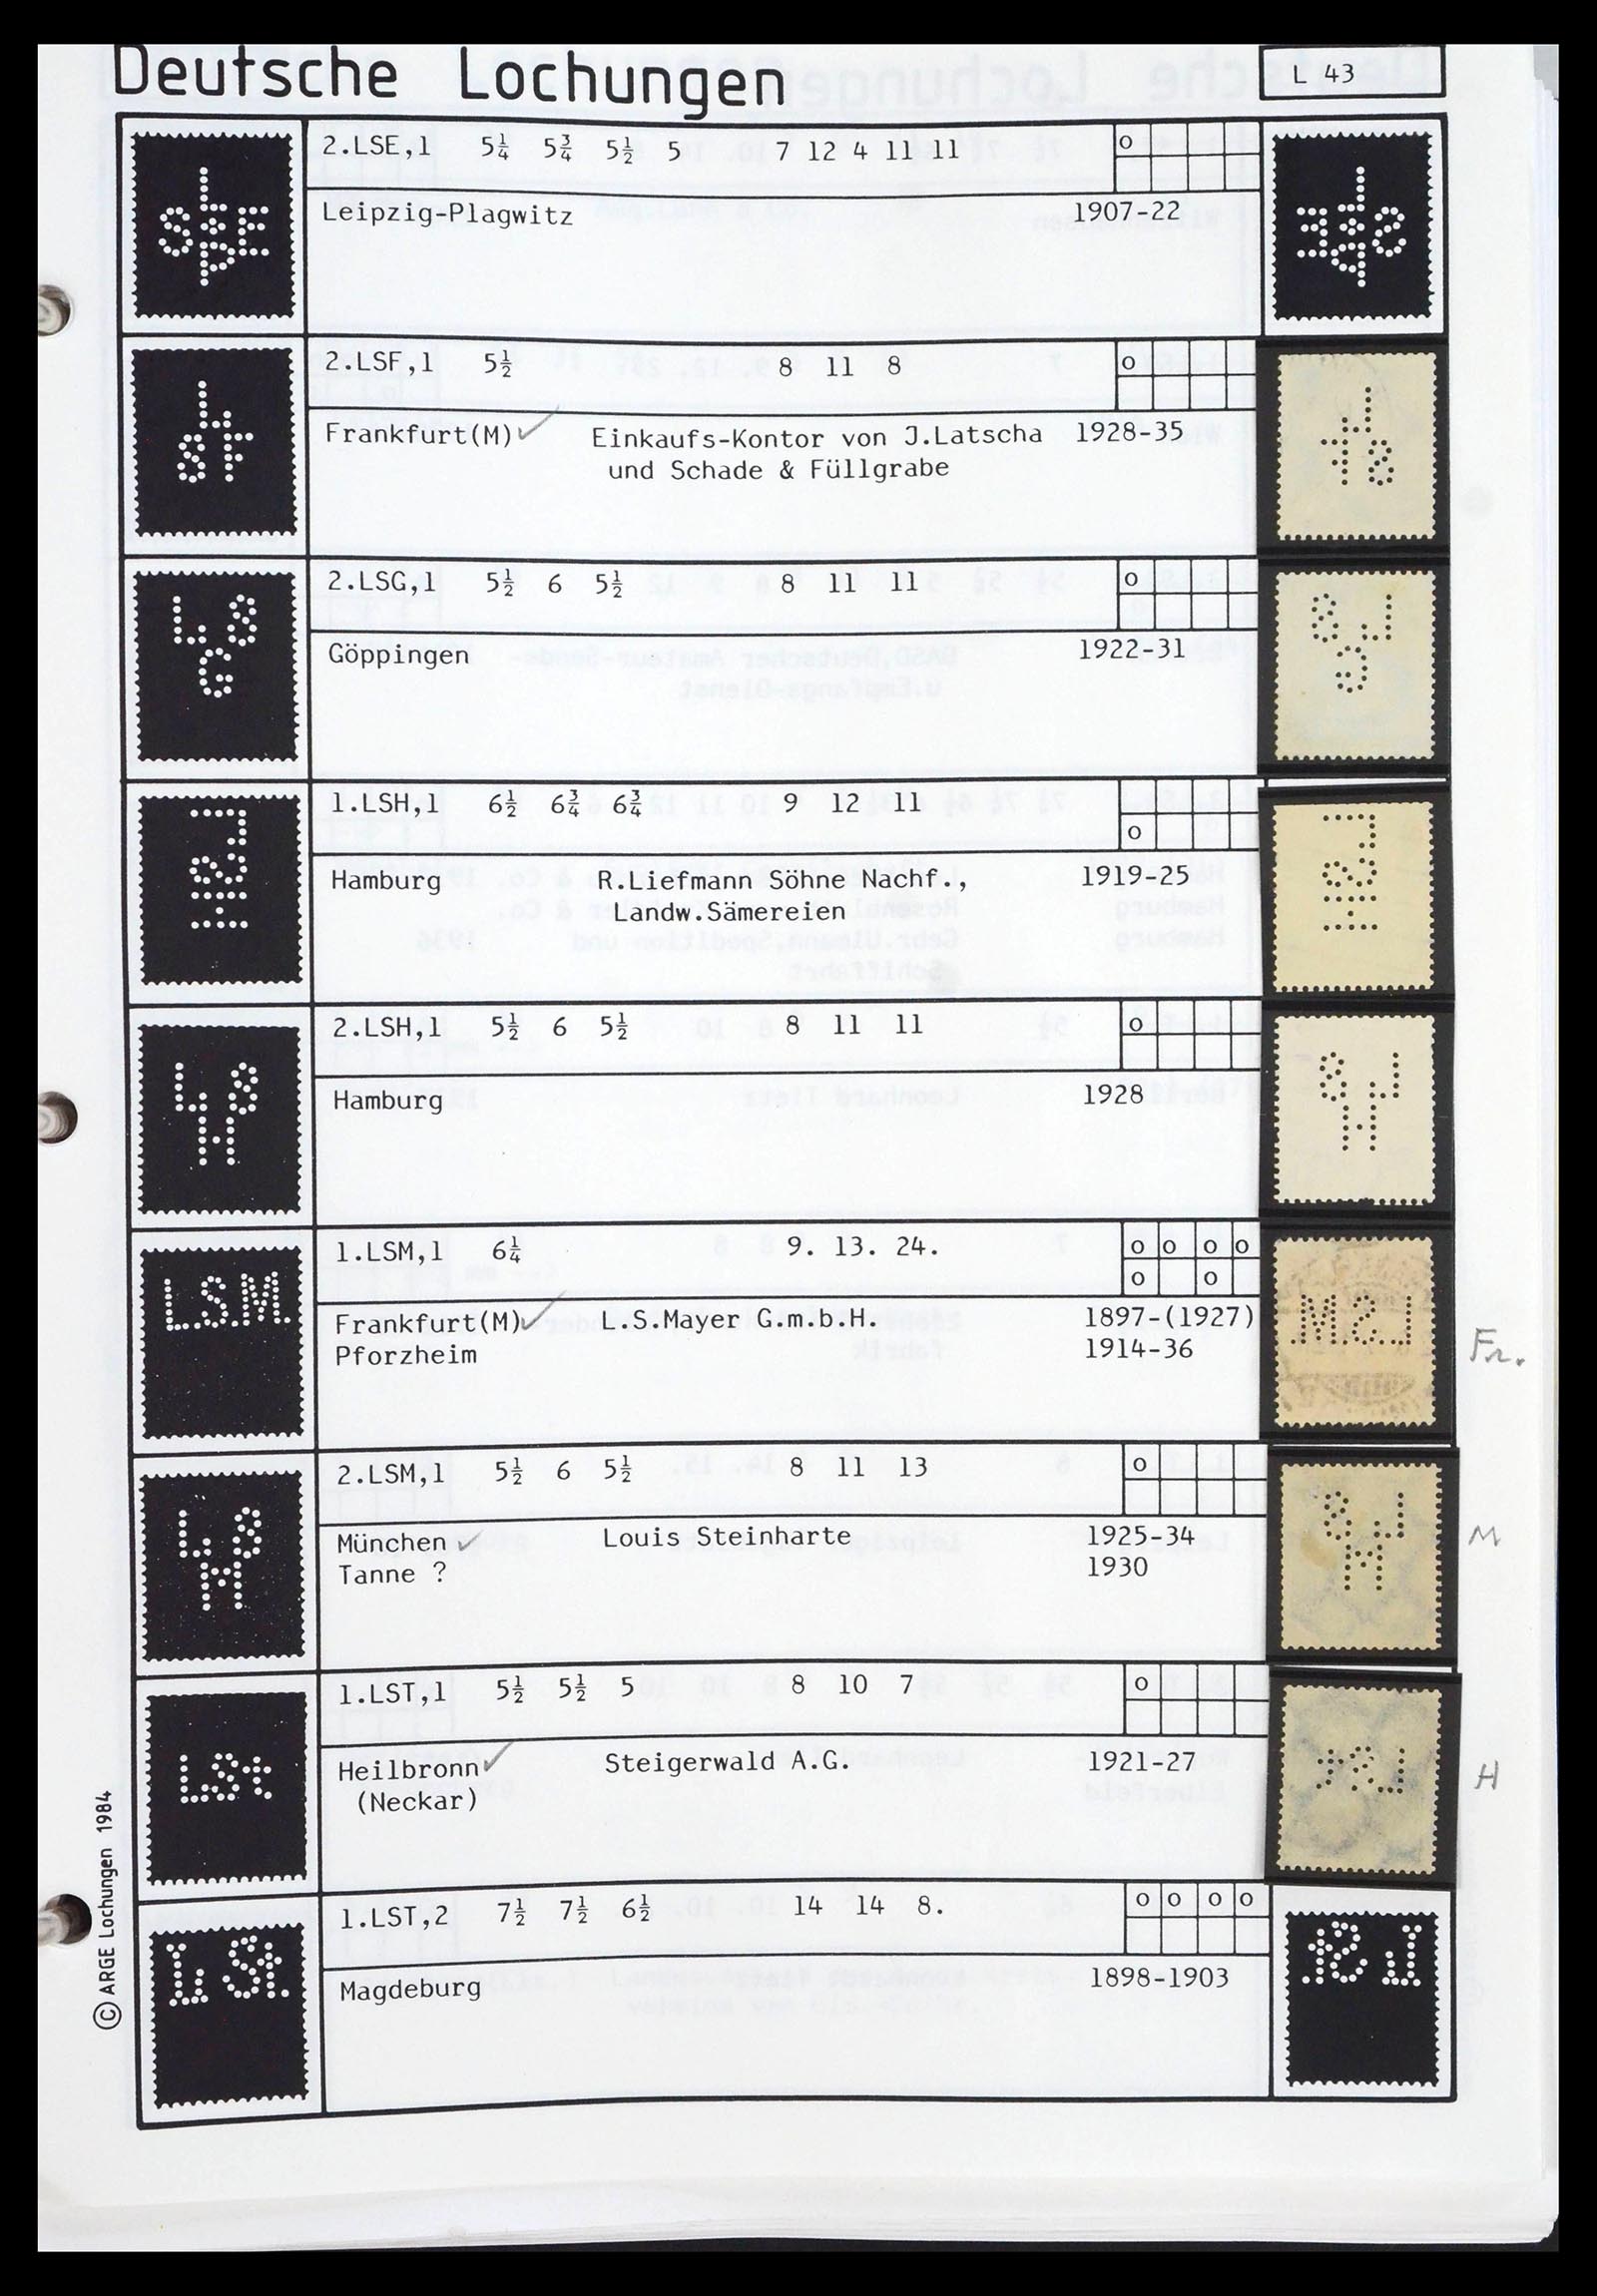 Deutsche Lochungen
L 43
2.LSE,1 5¼ 5¾ 5½ 5 7 12 4 11 11 o
Leipzig-Plagwitz 1907-22
2.LSF,1 5½ 8 11 8 o
Frankfurt(M) Einkaufs-Kontor von J.Latscha 1928-35
und Schade & Füllgrabe
2.LSG,1 5½ 6 5½ 8 11 11 o
Göppingen 1922-31
1.LSH,1 6½ 6¾ 6¾ 9 12 11
o
Hamburg R.Liefmann Söhne Nachf., 1919-25
Landw.Sämereien
2.LSH,1 5½ 6 5½ 8 11 11 o
Hamburg 1928
1.LSM,1 6¼ 9. 13. 24. o o o o
o o
Frankfurt(M) L.S.Mayer G.m.b.H. 1897-(1927)
Pforzheim 1914-36
Fr.
2.LSM,1 5½ 6 5½ 8 11 13 o
München Louis Steinharte 1925-34
Tanne ? 1930
M
1.LST,1 5½ 5½ 5 8 10 7 o
Heilbronn Steigerwald A.G. 1921-27
(Neckar)
H
1.LST,2 7½ 7½ 6½ 14 14 8. o o o o
Magdeburg 1898-1903
© ARGE Lochungen 1984